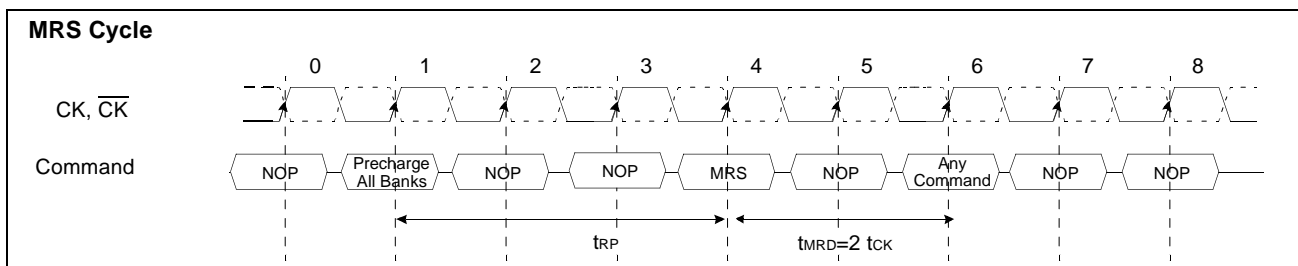 MRS Cycle
0 1 2 3 4 5 6 7 8
CK, C̅K̅
Command
NOP Precharge All Banks NOP NOP MRS NOP Any Command NOP NOP
tRP tMRD=2 tCK